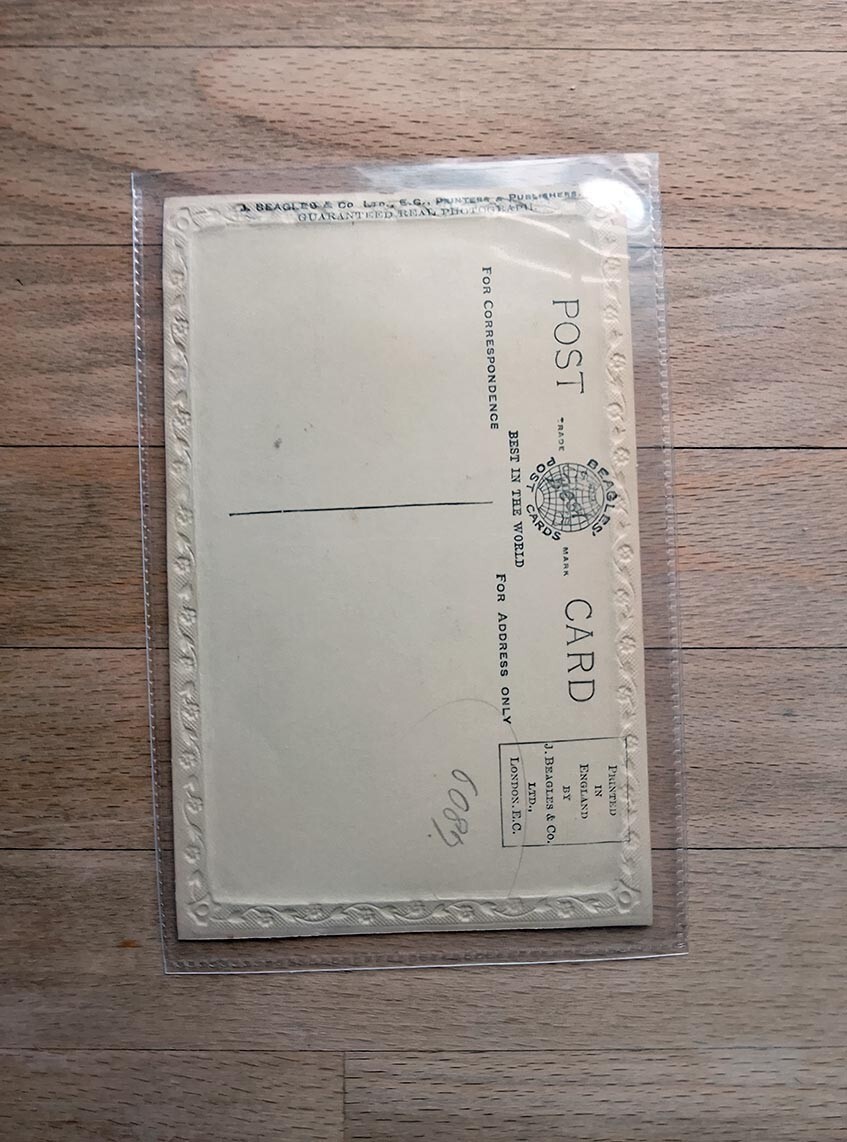 J. BEAGLES & CO. LTD., E.C., PRINTERS & PUBLISHERS.
GUARANTEED REAL PHOTOGRAPH
POST CARD
TRADE MARK
BEAGLES'
Best
POST CARDS
BEST IN THE WORLD
FOR CORRESPONDENCE
FOR ADDRESS ONLY
PRINTED
IN
ENGLAND
BY
J. BEAGLES & CO.
LTD.,
LONDON. E.C.